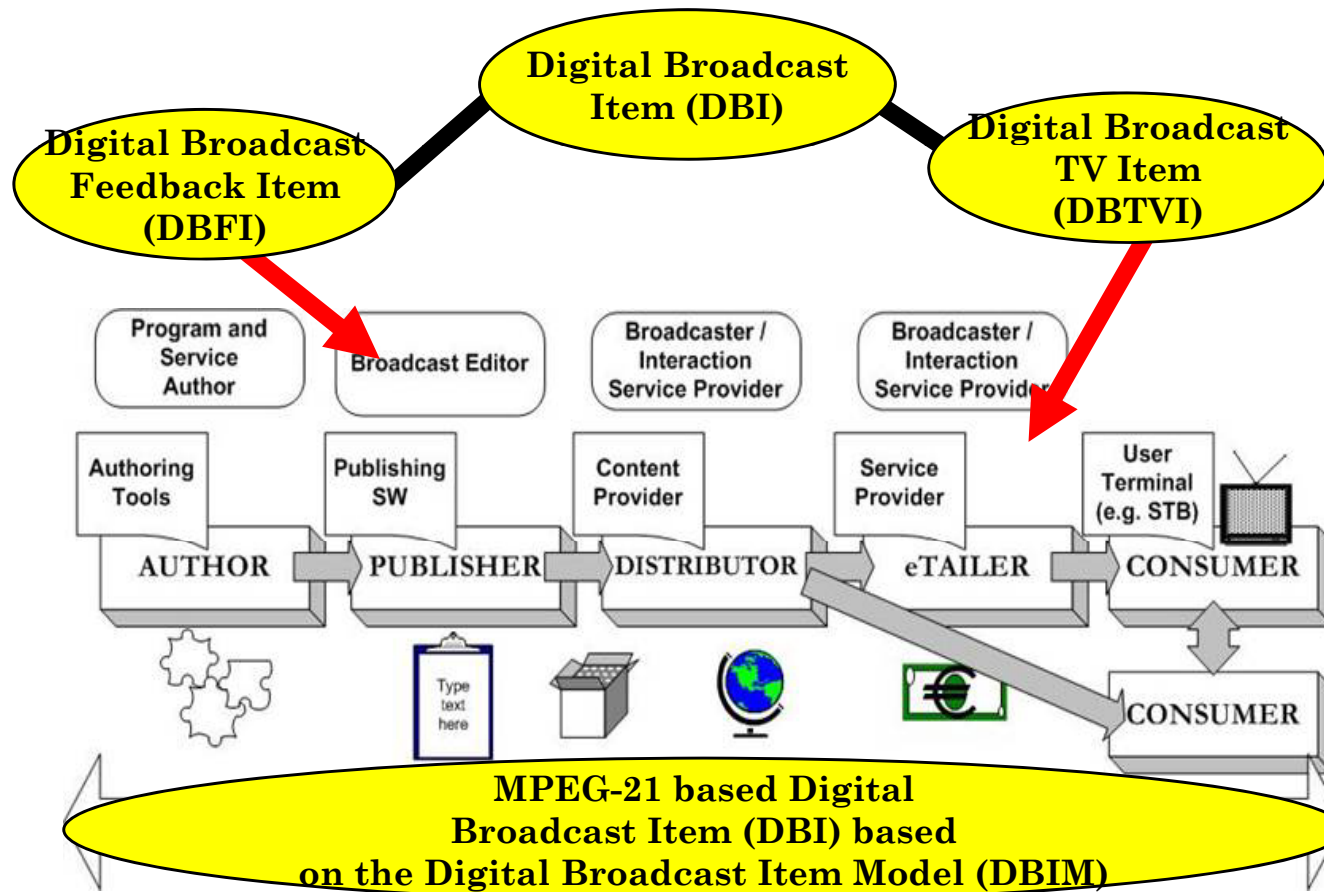 Digital Broadcast
Item (DBI)
Digital Broadcast
Feedback Item
(DBFI)
Digital Broadcast
TV Item
(DBTVI)
Program and
Service
Author
Broadcast Editor
Broadcaster /
Interaction
Service Provider
Broadcaster /
Interaction
Service Provider
Authoring
Tools
Publishing
SW
Content
Provider
Service
Provider
User
Terminal
(e.g. STB)
AUTHOR
PUBLISHER
DISTRIBUTOR
eTAILER
CONSUMER
Type
text
here
CONSUMER
MPEG-21 based Digital
Broadcast Item (DBI) based
on the Digital Broadcast Item Model (DBIM)